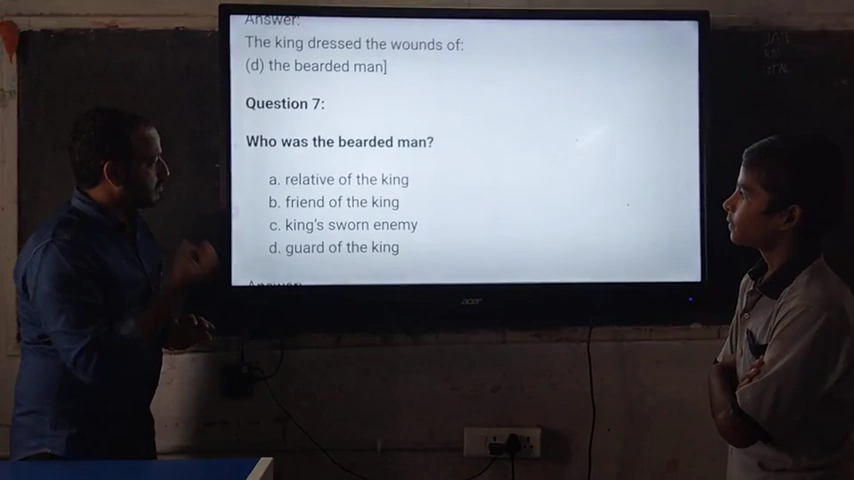 Answer:
The king dressed the wounds of:
(d) the bearded man]
Question 7:
Who was the bearded man?
a. relative of the king
b. friend of the king
c. king's sworn enemy
d. guard of the king
Answer:
acer